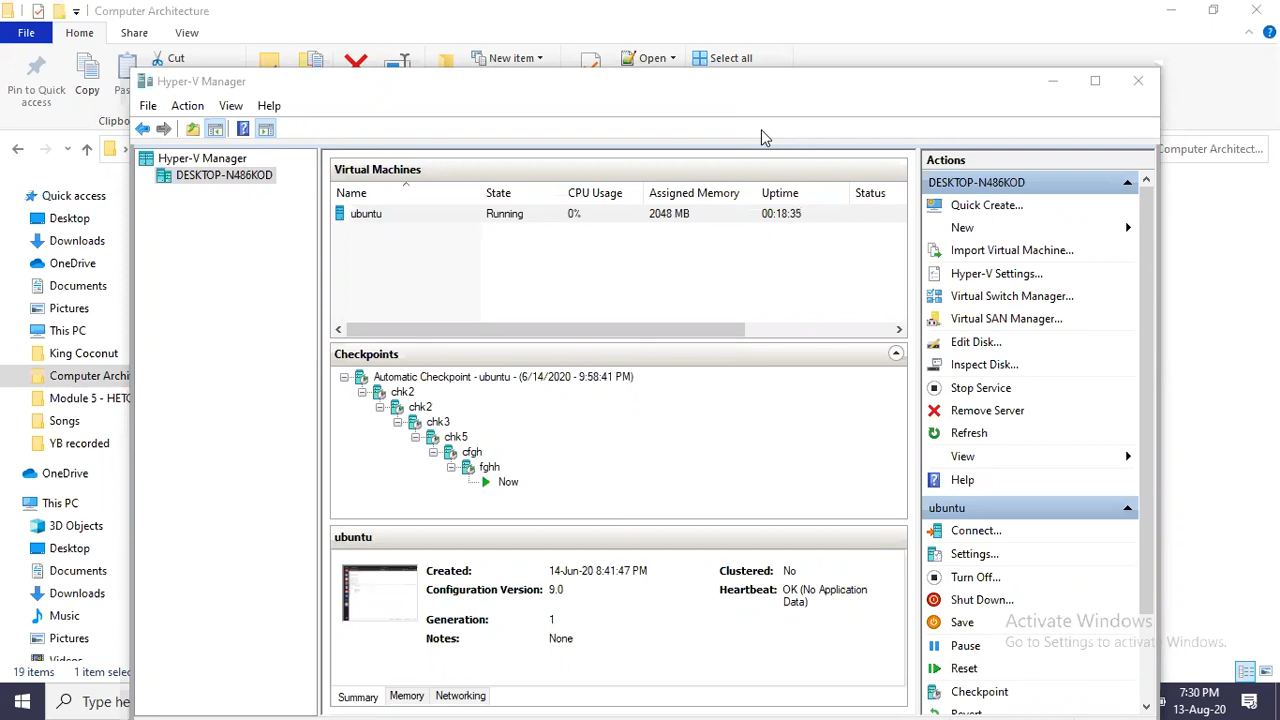 Computer Architecture
File Home Share View
Pin to Quick access
Copy
Cut
New item
Open
Select all
Clipbo
Computer Architect...
Hyper-V Manager
File Action View Help
Quick access
Desktop
Downloads
OneDrive
Documents
Pictures
This PC
King Coconut
Computer Archi
Module 5 - HETC
Songs
YB recorded
OneDrive
This PC
3D Objects
Desktop
Documents
Downloads
Music
Pictures
19 items 1 item selec
Hyper-V Manager
DESKTOP-N486KOD
Virtual Machines
Name State CPU Usage Assigned Memory Uptime Status
ubuntu Running 0% 2048 MB 00:18:35
Checkpoints
Automatic Checkpoint - ubuntu - (6/14/2020 - 9:58:41 PM)
chk2
chk2
chk3
chk5
cfgh
fghh
Now
ubuntu
Created: 14-Jun-20 8:41:47 PM Clustered: No
Configuration Version: 9.0 Heartbeat: OK (No Application Data)
Generation: 1
Notes: None
Summary Memory Networking
Actions
DESKTOP-N486KOD
Quick Create...
New
Import Virtual Machine...
Hyper-V Settings...
Virtual Switch Manager...
Virtual SAN Manager...
Edit Disk...
Inspect Disk...
Stop Service
Remove Server
Refresh
View
Help
ubuntu
Connect...
Settings...
Turn Off...
Shut Down...
Save
Pause
Reset
Checkpoint
Activate Windows
Go to Settings to activate Windows.
Type he
7:30 PM
13-Aug-20